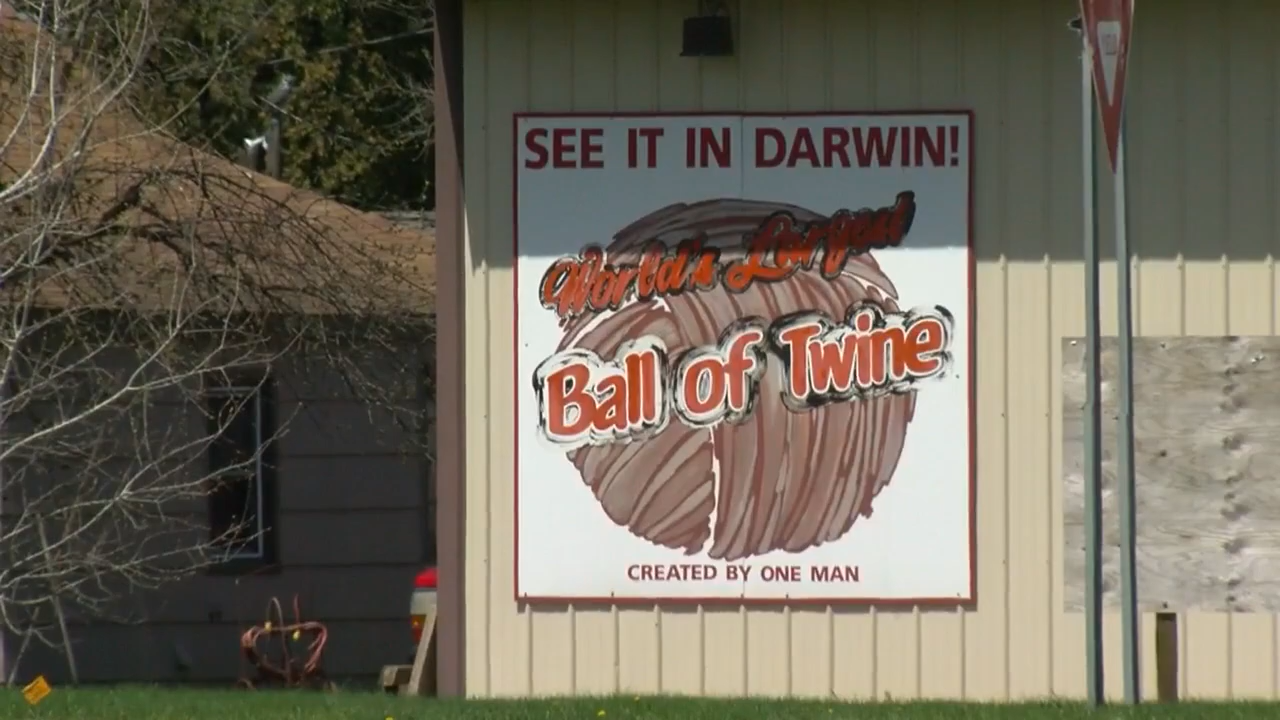 SEE IT IN DARWIN!
World's Largest
Ball of Twine
CREATED BY ONE MAN